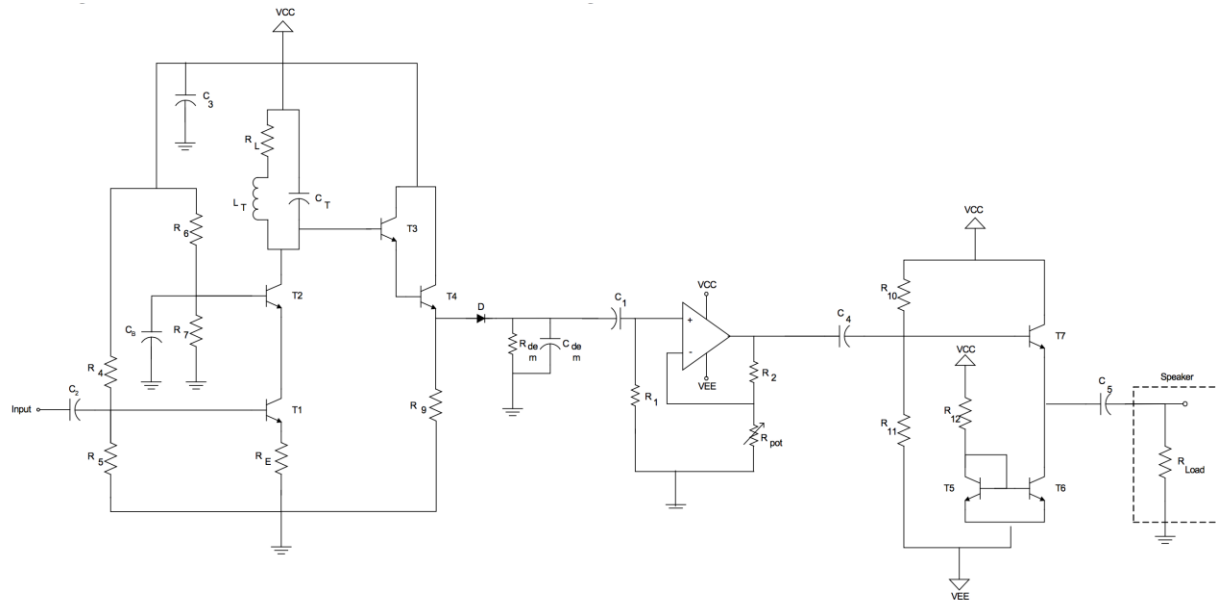 VCC
C 3
R L
L T
C T
R 6
T3
T2
T4
D
C B
R 7
R de m
C de m
R 4
C 2
Input
T1
R 5
R E
R 9
C 1
VCC
+
-
VEE
R 1
R 2
R pot
C 4
VCC
R 10
T7
VCC
R 12
R 11
C 5
Speaker
R Load
T5
T6
VEE